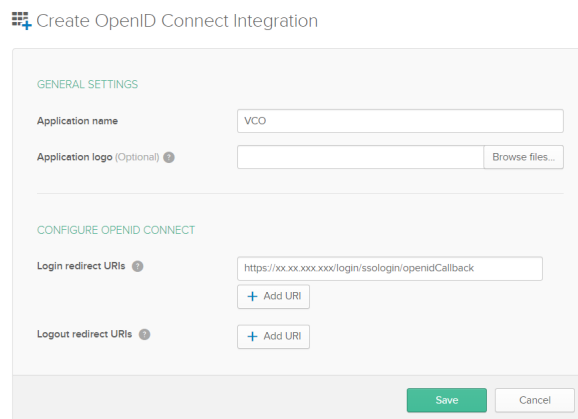 Create OpenID Connect Integration
GENERAL SETTINGS
Application name
VCO
Application logo (Optional) ?
Browse files...
CONFIGURE OPENID CONNECT
Login redirect URIs ?
https://xx.xx.xxx.xxx/login/ssologin/openidCallback
+ Add URI
Logout redirect URIs ?
+ Add URI
Save
Cancel